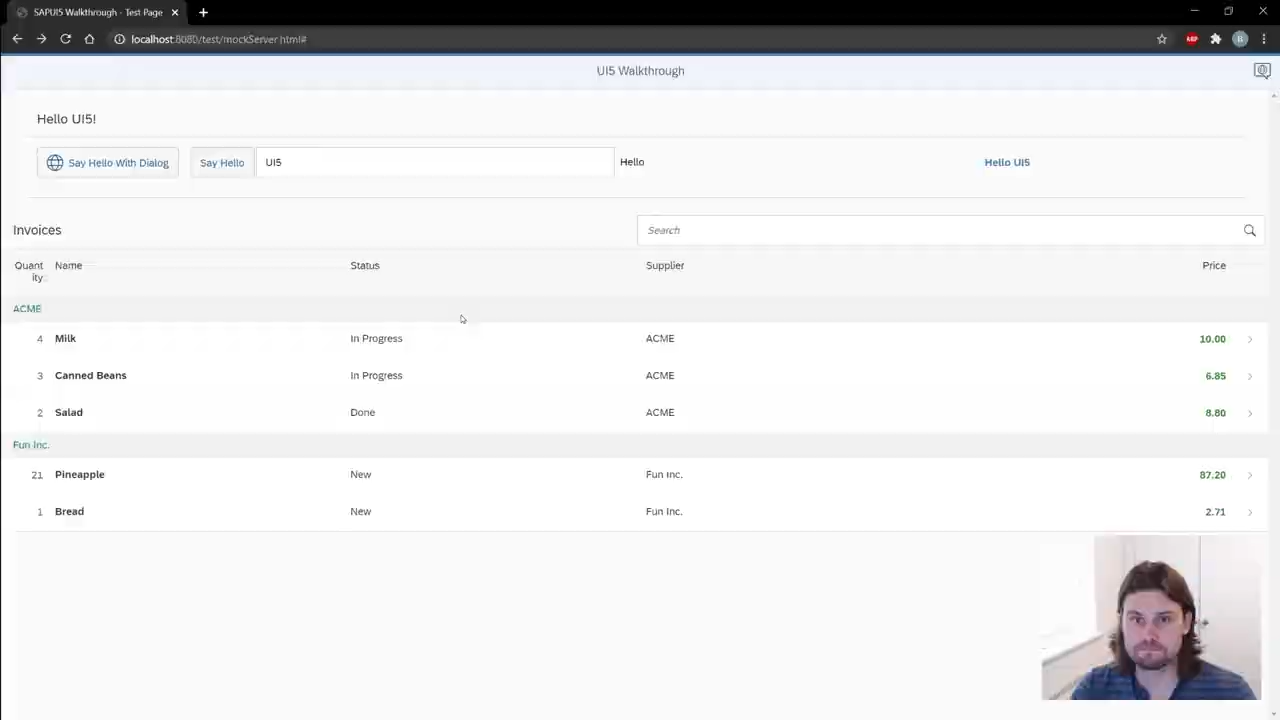 SAPUI5 Walkthrough - Test Page
localhost:8080/test/mockServer.html#
ABP
B
UI5 Walkthrough
Hello UI5!
Say Hello With Dialog Say Hello UI5 Hello Hello UI5
Invoices Search
Quant Name Status Supplier Price
ity
ACME
4 Milk In Progress ACME 10.00
3 Canned Beans In Progress ACME 6.85
2 Salad Done ACME 8.80
Fun Inc.
21 Pineapple New Fun Inc. 87.20
1 Bread New Fun Inc. 2.71